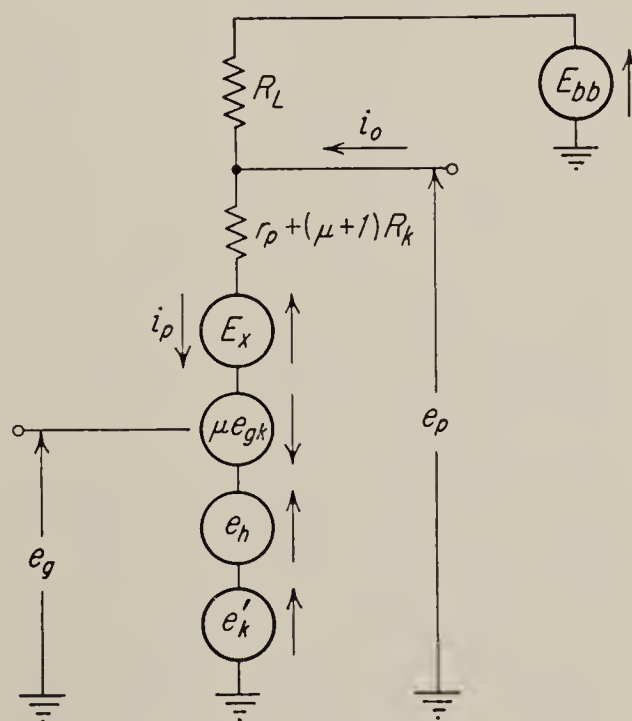 E_bb
R_L
i_o
r_p + (μ+1) R_k
i_p
E_x
μe_gk
e_p
e_h
e_g
e'_k